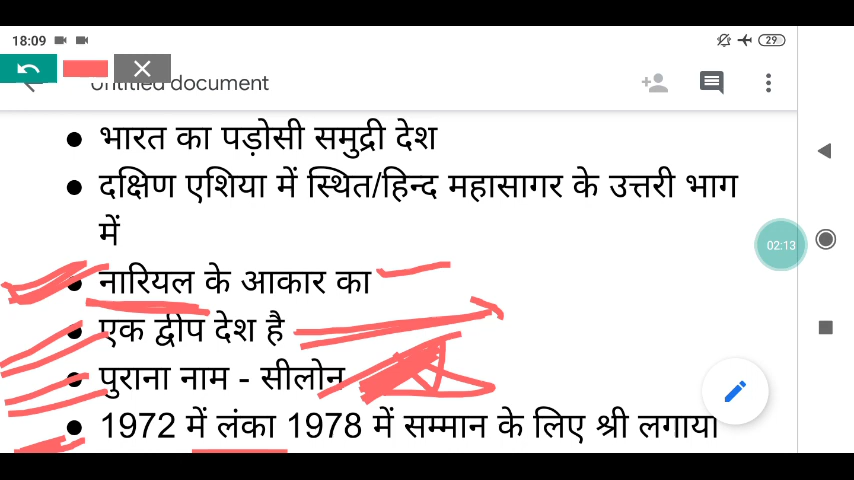 18:09
29
Untitled document
● भारत का पड़ोसी समुद्री देश
● दक्षिण एशिया में स्थित/हिन्द महासागर के उत्तरी भाग
में
02:13
● नारियल के आकार का
● एक द्वीप देश है
● पुराना नाम - सीलोन
● 1972 में लंका 1978 में सम्मान के लिए श्री लगाया